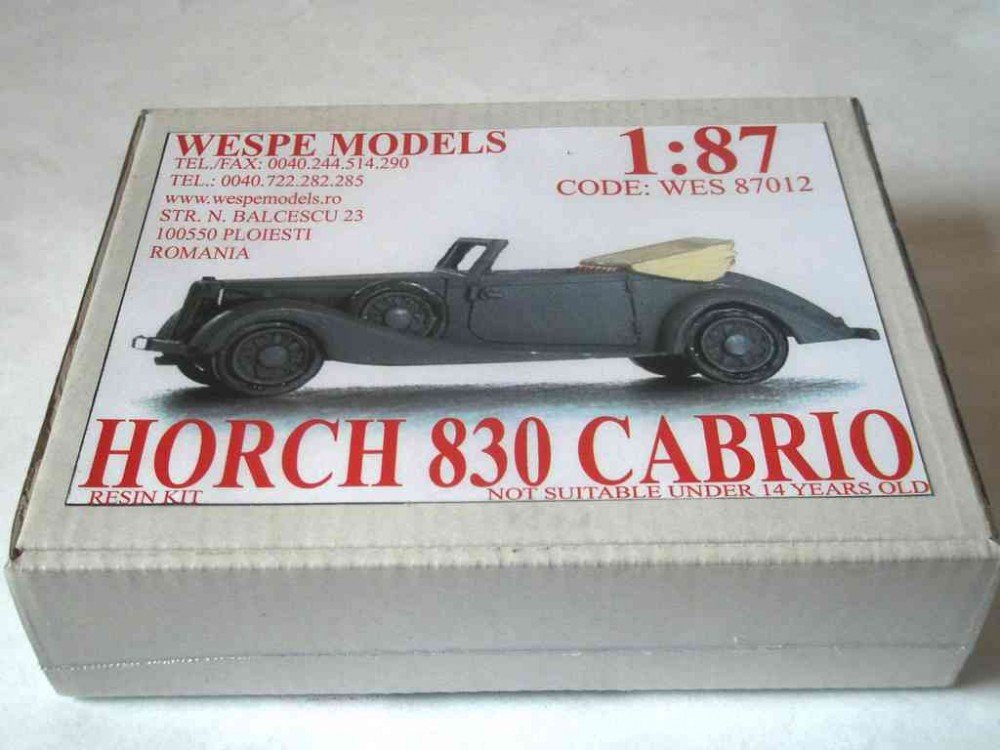 WESPE MODELS
TEL./FAX: 0040.244.514.290
TEL.: 0040.722.282.285
www.wespemodels.ro
STR. N. BALCESCU 23
100550 PLOIESTI
ROMANIA
1:87
CODE: WES 87012
HORCH 830 CABRIO
RESIN KIT
NOT SUITABLE UNDER 14 YEARS OLD